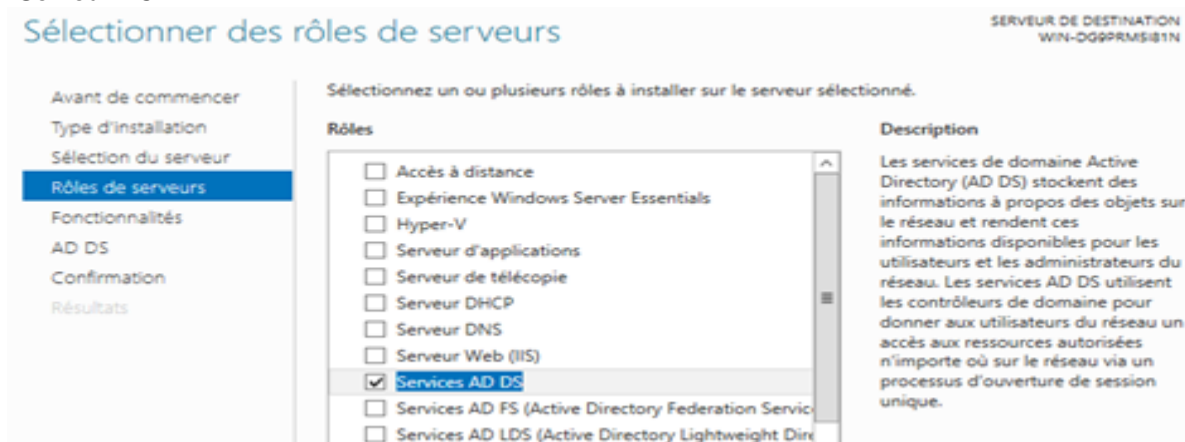 Sélectionner des rôles de serveurs
SERVEUR DE DESTINATION
WIN-DG9PRMSI81N
Avant de commencer
Type d'installation
Sélection du serveur
Rôles de serveurs
Fonctionnalités
AD DS
Confirmation
Résultats
Sélectionnez un ou plusieurs rôles à installer sur le serveur sélectionné.
Rôles
Accès à distance
Expérience Windows Server Essentials
Hyper-V
Serveur d'applications
Serveur de télécopie
Serveur DHCP
Serveur DNS
Serveur Web (IIS)
Services AD DS
Services AD FS (Active Directory Federation Service
Services AD LDS (Active Directory Lightweight Dire
Description
Les services de domaine Active
Directory (AD DS) stockent des
informations à propos des objets sur
le réseau et rendent ces
informations disponibles pour les
utilisateurs et les administrateurs du
réseau. Les services AD DS utilisent
les contrôleurs de domaine pour
donner aux utilisateurs du réseau un
accès aux ressources autorisées
n'importe où sur le réseau via un
processus d'ouverture de session
unique.